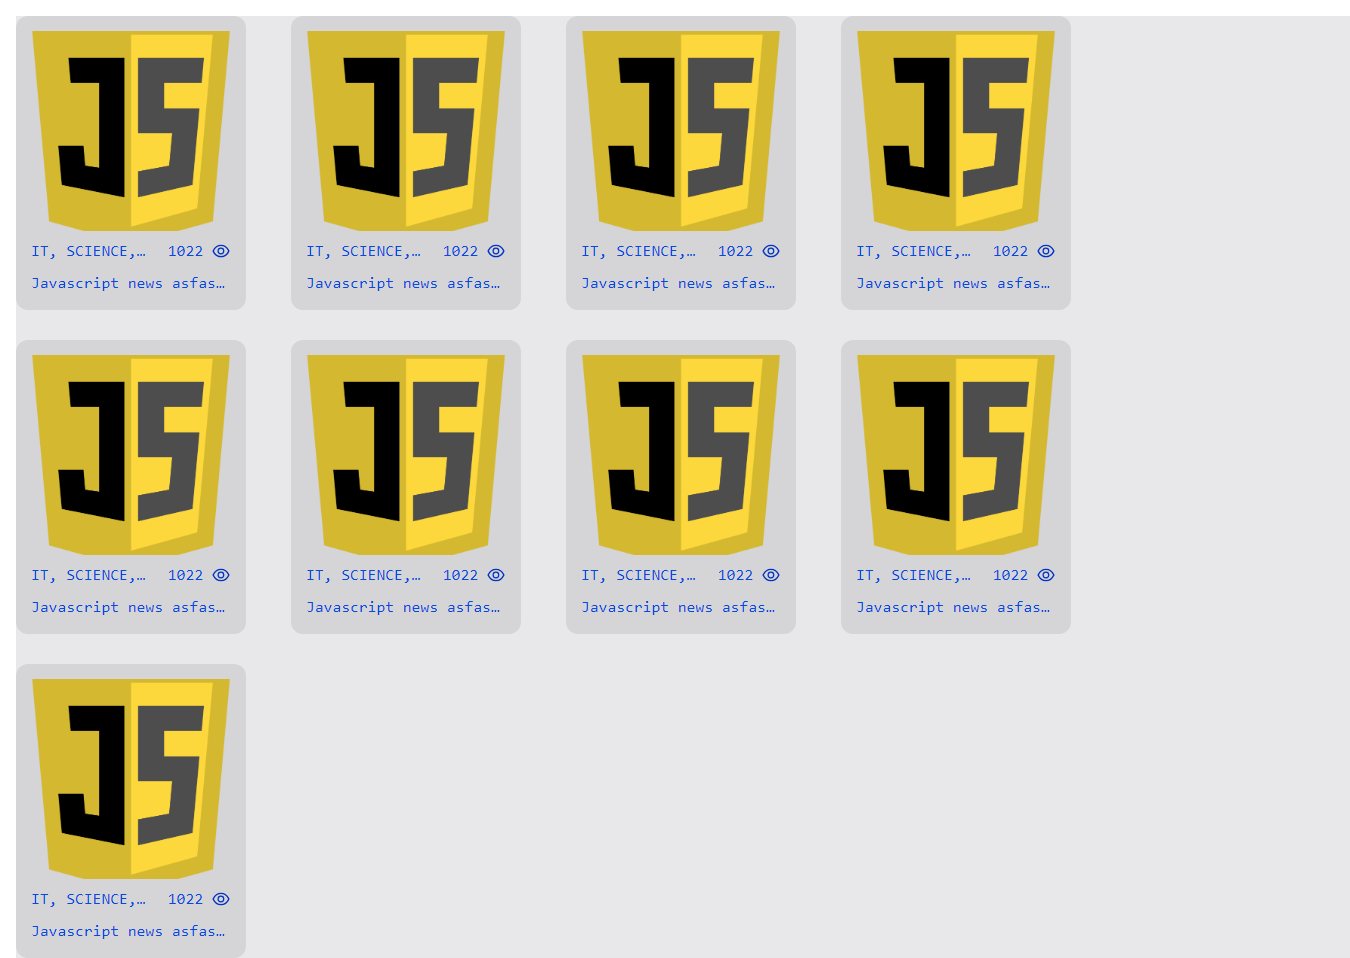 JS
IT, SCIENCE,… 1022
Javascript news asfas…
JS
IT, SCIENCE,… 1022
Javascript news asfas…
JS
IT, SCIENCE,… 1022
Javascript news asfas…
JS
IT, SCIENCE,… 1022
Javascript news asfas…
JS
IT, SCIENCE,… 1022
Javascript news asfas…
JS
IT, SCIENCE,… 1022
Javascript news asfas…
JS
IT, SCIENCE,… 1022
Javascript news asfas…
JS
IT, SCIENCE,… 1022
Javascript news asfas…
JS
IT, SCIENCE,… 1022
Javascript news asfas…